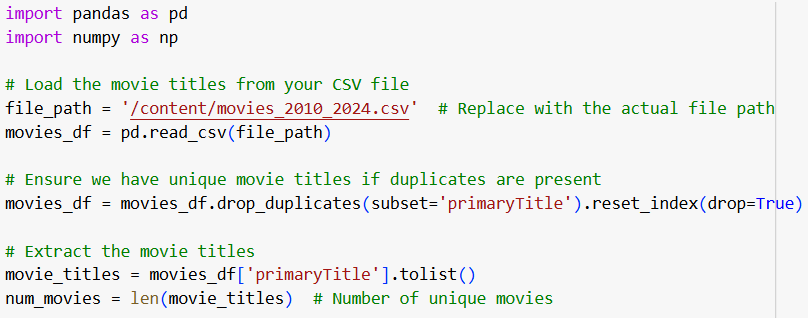 import pandas as pd
import numpy as np
# Load the movie titles from your CSV file
file_path = '/content/movies_2010_2024.csv'  # Replace with the actual file path
movies_df = pd.read_csv(file_path)
# Ensure we have unique movie titles if duplicates are present
movies_df = movies_df.drop_duplicates(subset='primaryTitle').reset_index(drop=True)
# Extract the movie titles
movie_titles = movies_df['primaryTitle'].tolist()
num_movies = len(movie_titles)  # Number of unique movies